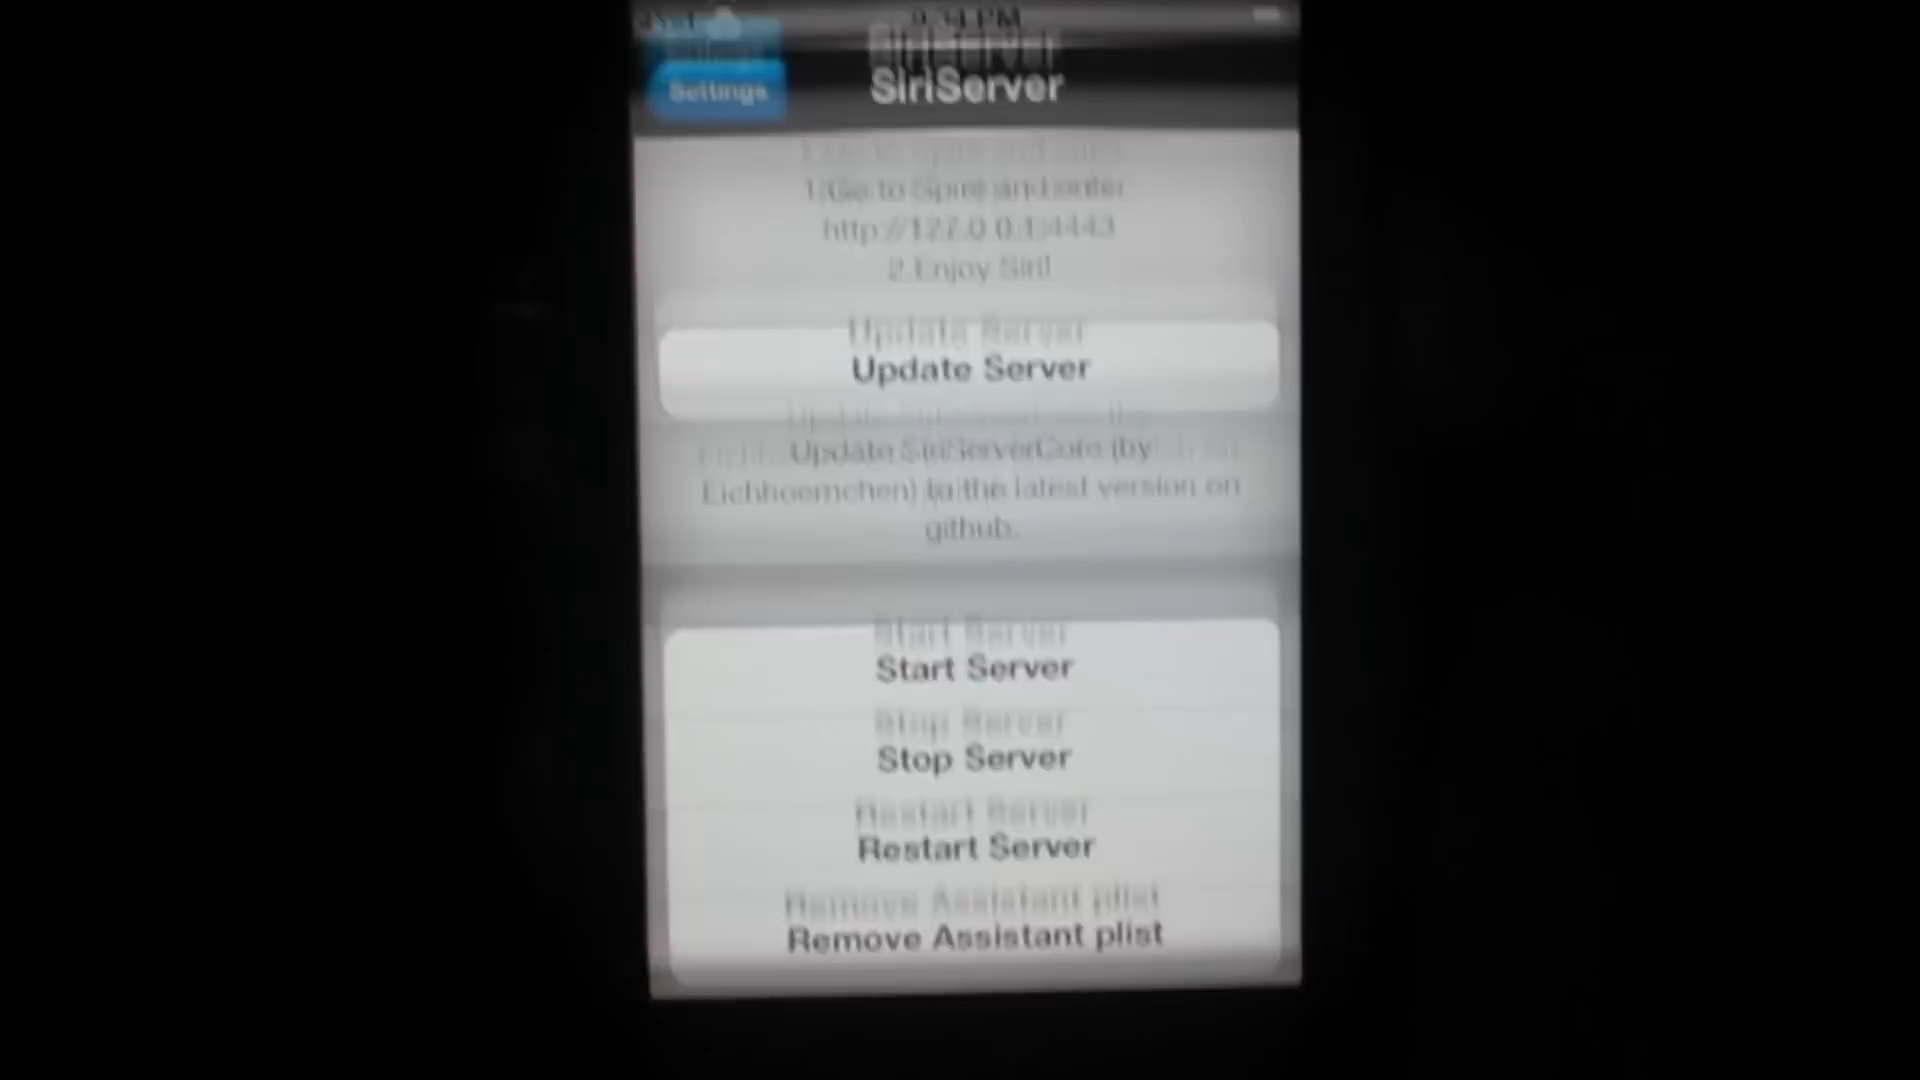 9:34 PM
Settings
SiriServer
1.Go to Spire and enter
http://127.0.0.1:4443
2.Enjoy Siri!
Update Server
Update SiriServerCore (by
Eichhoernchen) to the latest version on
github.
Start Server
Stop Server
Restart Server
Remove Assistant plist